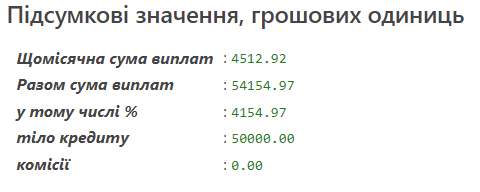 Підсумкові значення, грошових одиниць
Щомісячна сума виплат : 4512.92
Разом сума виплат : 54154.97
у тому числі % : 4154.97
тіло кредиту : 50000.00
комісії : 0.00